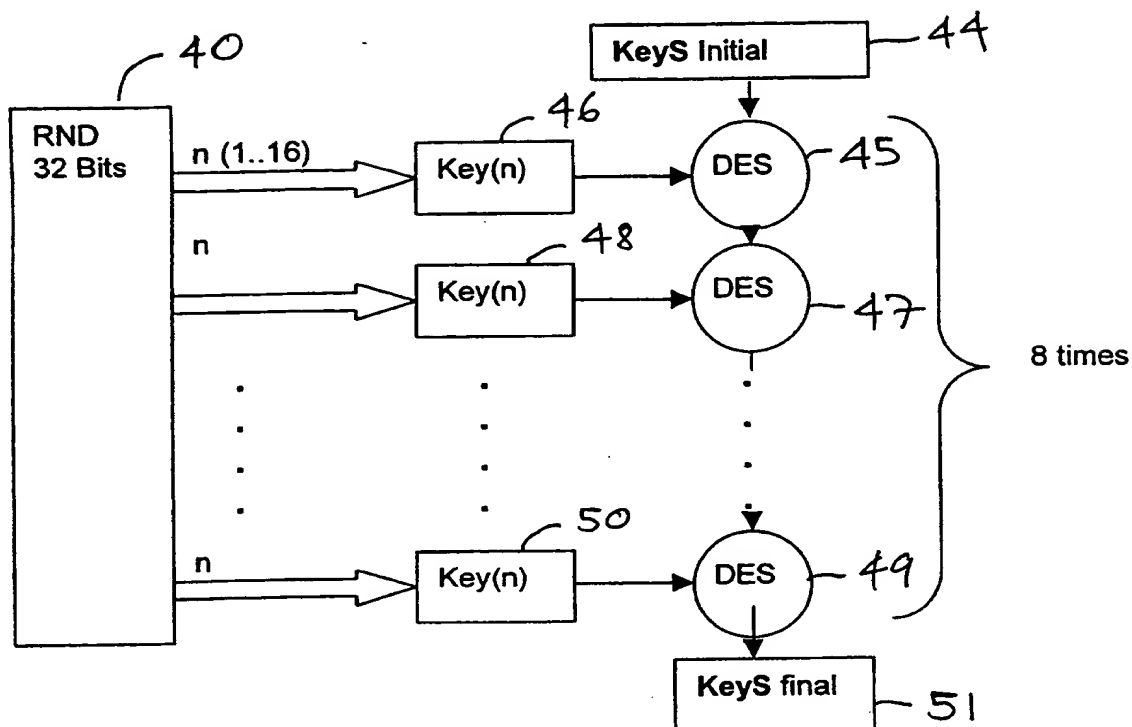 40
KeyS Initial
44
RND
32 Bits
n (1..16)
46
Key(n)
DES
45
n
48
Key(n)
DES
47
8 times
50
n
Key(n)
DES
49
KeyS final
51